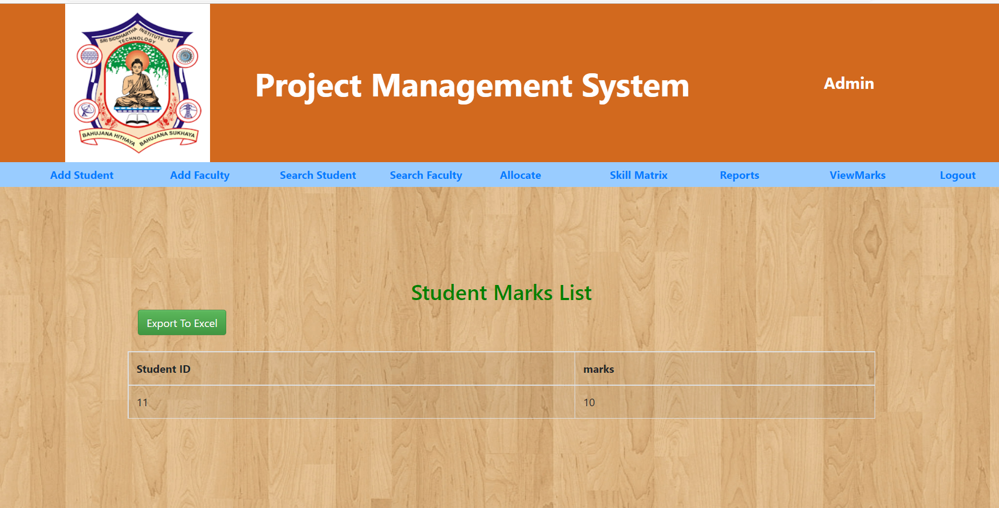 SRI SIDDHARTHA INSTITUTE OF
TECHNOLOGY
BAHUJANA HITHAYA BAHUJANA SUKHAYA
Project Management System
Admin
Add Student Add Faculty Search Student Search Faculty Allocate Skill Matrix Reports ViewMarks Logout
Student Marks List
Export To Excel
Student ID marks
11 10